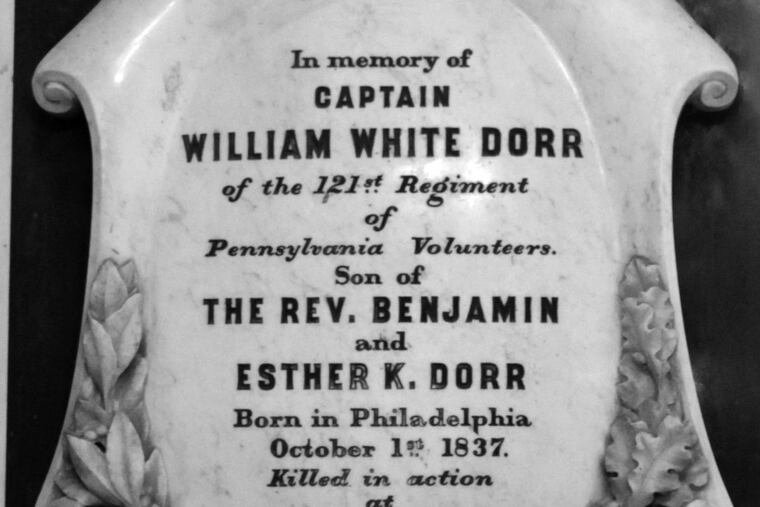 In memory of
CAPTAIN
WILLIAM WHITE DORR
of the 121st Regiment
of
Pennsylvania Volunteers.
Son of
THE REV. BENJAMIN
and
ESTHER K. DORR
Born in Philadelphia
October 1st 1837.
Killed in action
at